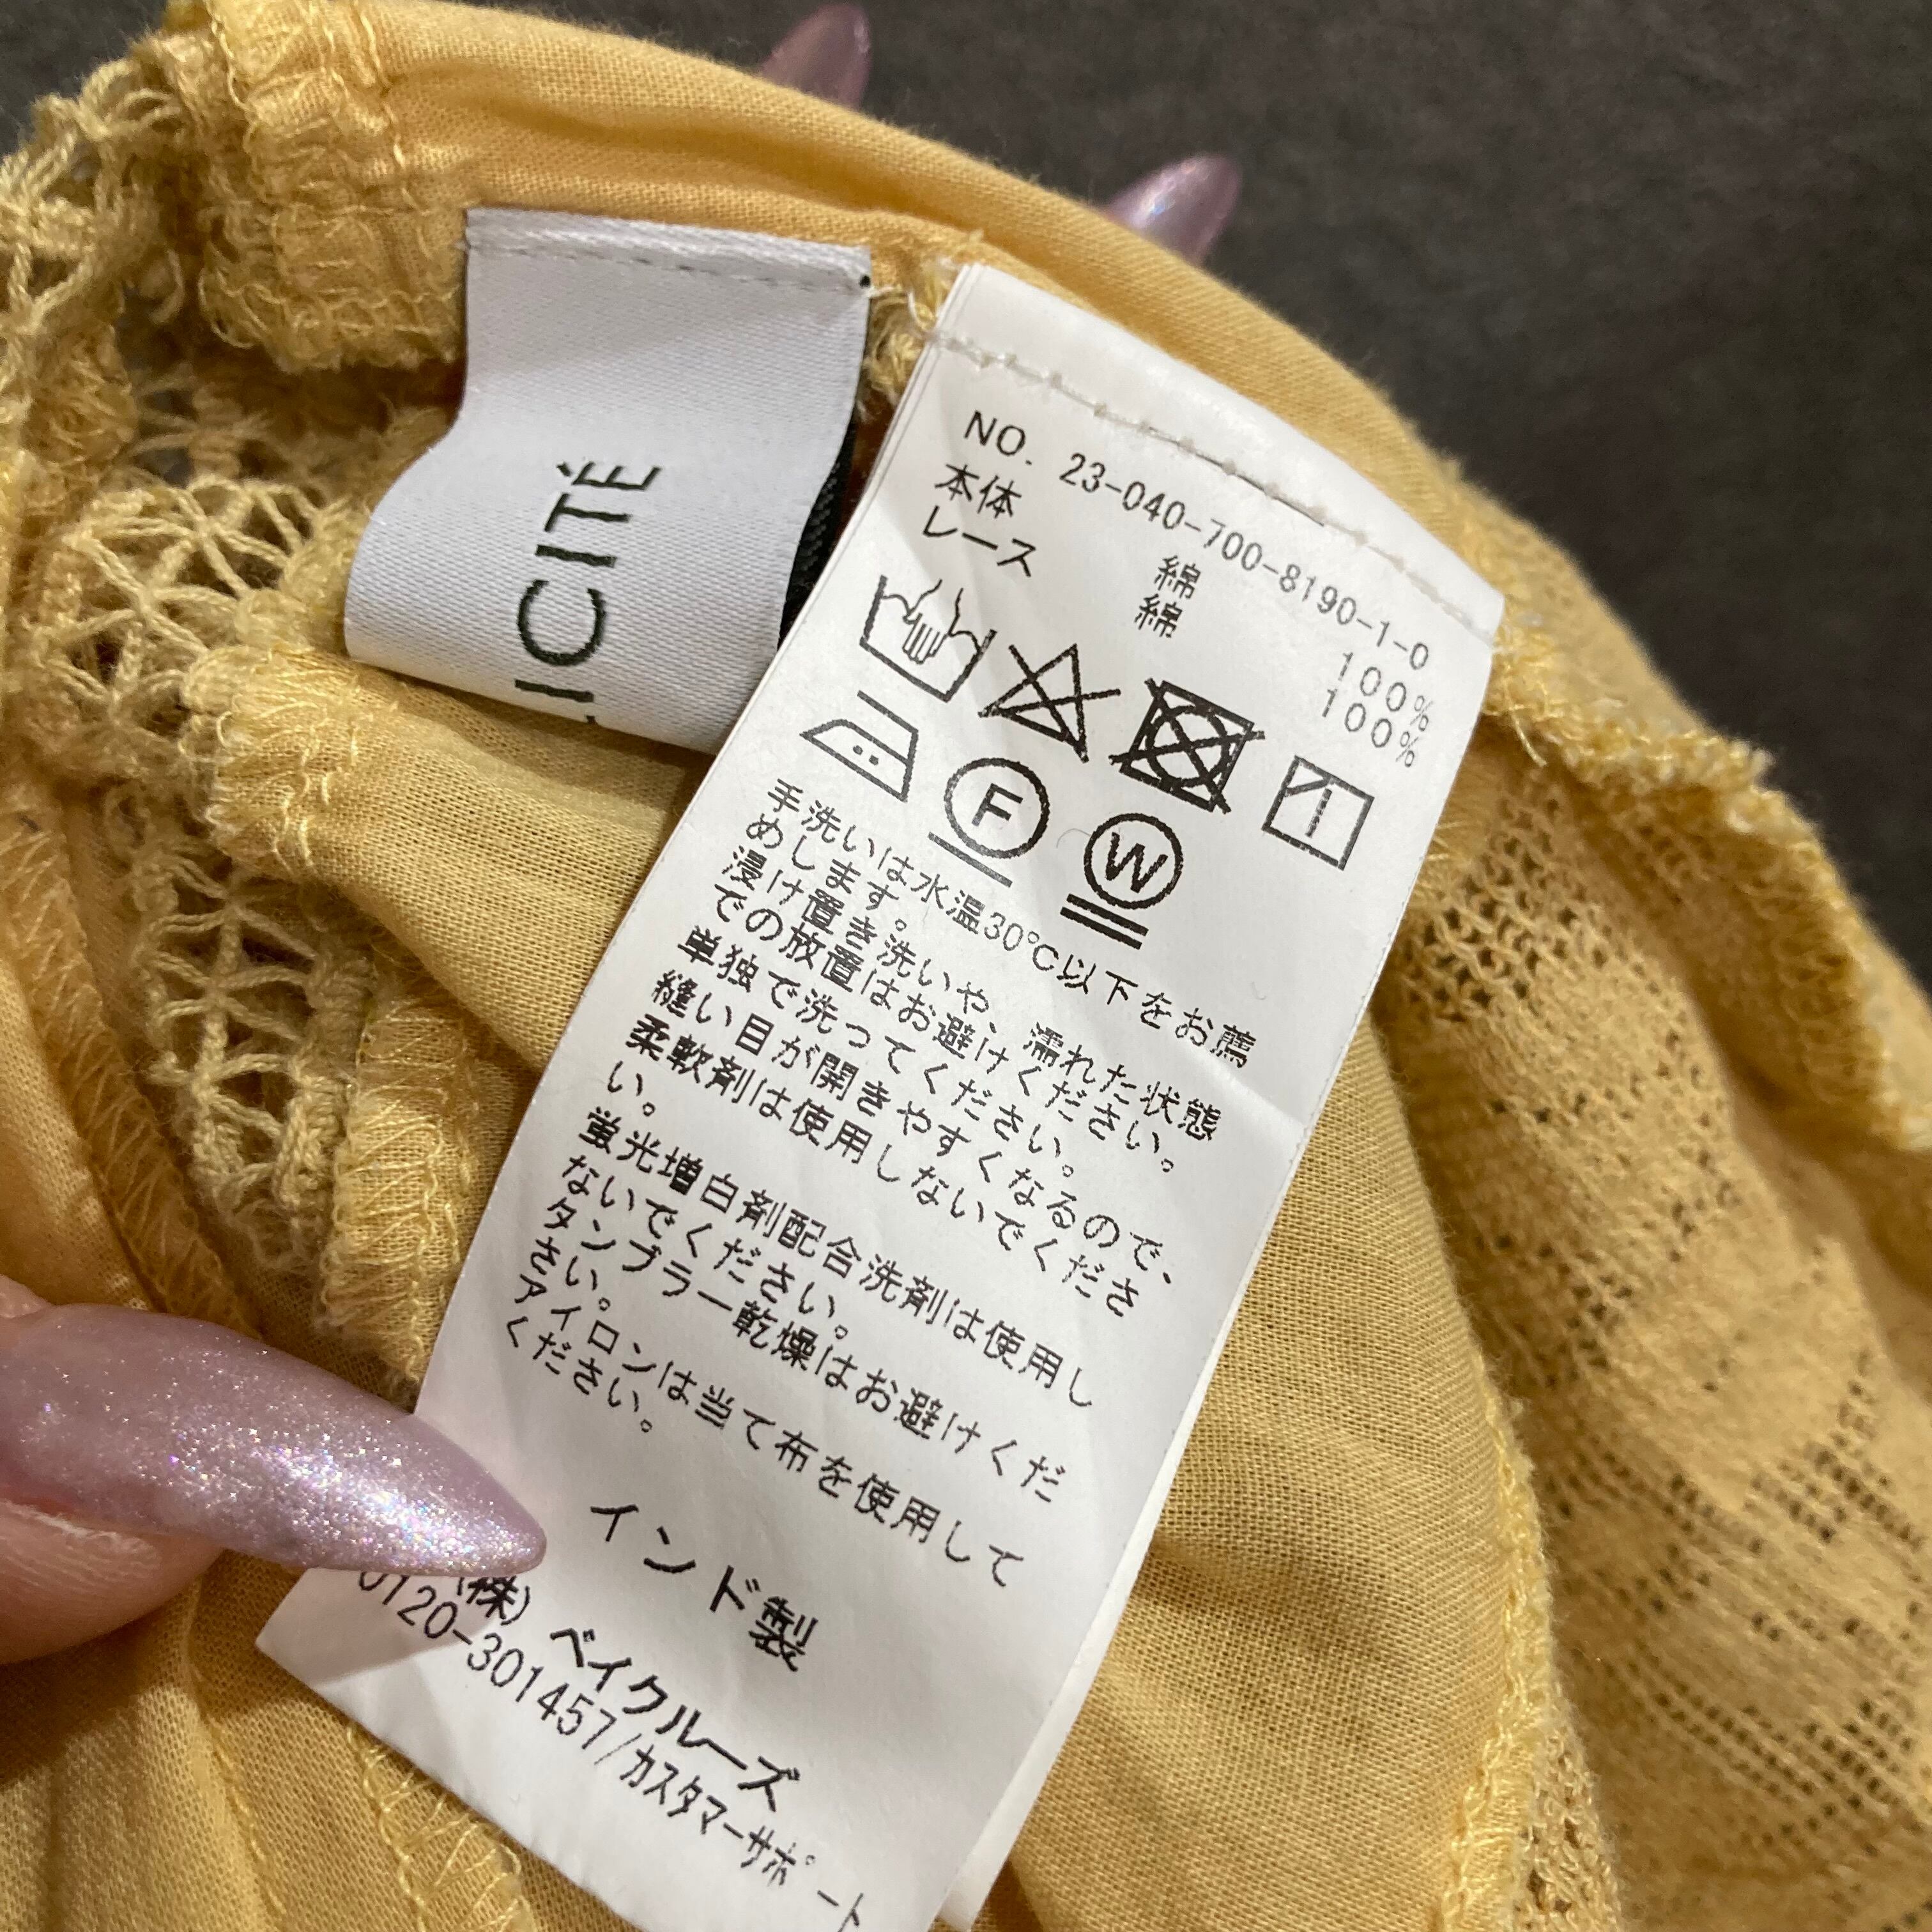 ICITÉ
NO. 23-040-700-8190-1-0
本体 綿 100%
レース 綿 100%
F
W
手洗いは水温30℃以下をお薦
めします。
浸け置き洗いや、濡れた状態
での放置はお避けください。
単独で洗ってください。
縫い目が開きやすくなるので、
柔軟剤は使用しないでくださ
い。
蛍光増白剤配合洗剤は使用し
ないでください。
タンブラー乾燥はお避けくだ
さい。
アイロンは当て布を使用して
ください。
インド製
(株) ベイクルーズ
0120-301457/カスタマーサポート